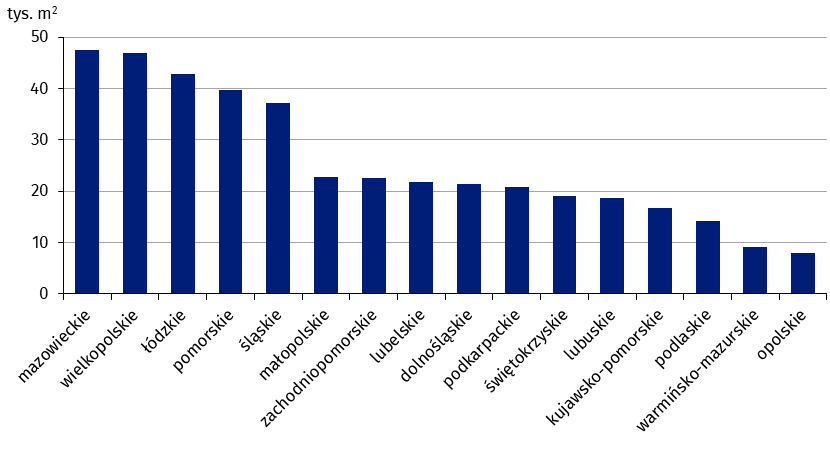 tys. m²
50
40
30
20
10
0
mazowieckie
wielkopolskie
łódzkie
pomorskie
śląskie
małopolskie
zachodniopomorskie
lubelskie
dolnośląskie
podkarpackie
świętokrzyskie
lubuskie
kujawsko-pomorskie
podlaskie
warmińsko-mazurskie
opolskie